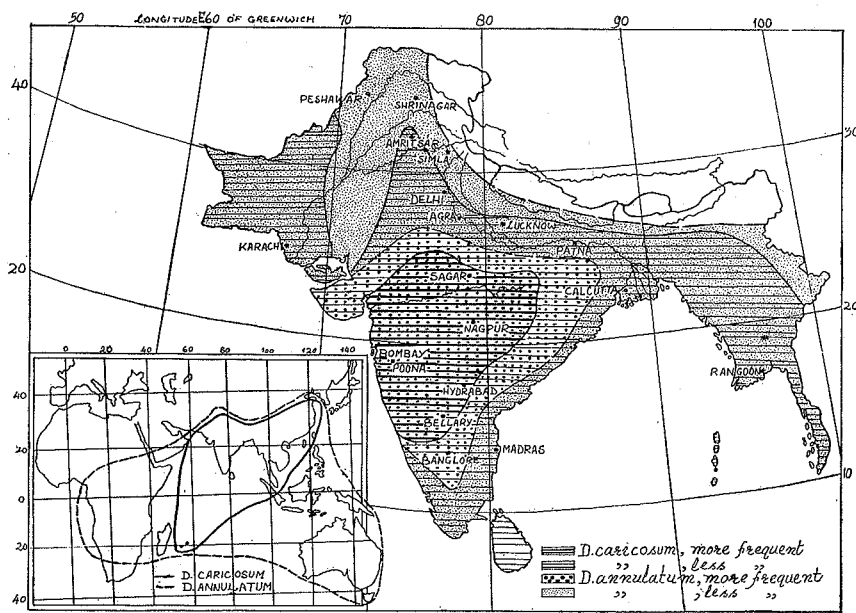 LONGITUDE E60 OF GREENWICH
50 70 80 90 100
40
30
PESHAWAR
SHRINAGAR
AMRITSAR
SIMLA
DELHI
AGRA
LUCKNOW
KARACHI
PATNA
20
SAGAR
CALCUTTA
20
NAGPUR
BOMBAY
POONA
RANGOON
HYDRABAD
BELLARY
MADRAS
BANGLORE
10
0 20 40 60 80 100 120 140
40
20
0
20
40
D. CARICOSUM
D. ANNULATUM
D. caricosum, more frequent
„ , less „
D. annulatum, more frequent
„ , less „